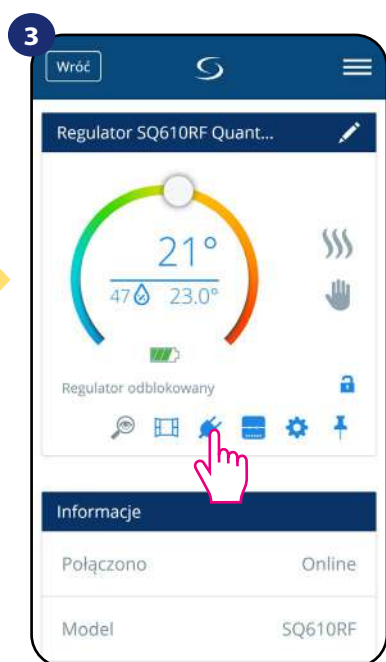 3
Wróć
Regulator SQ610RF Quant...
21°
47 23.0°
Regulator odblokowany
Informacje
Połączono Online
Model SQ610RF